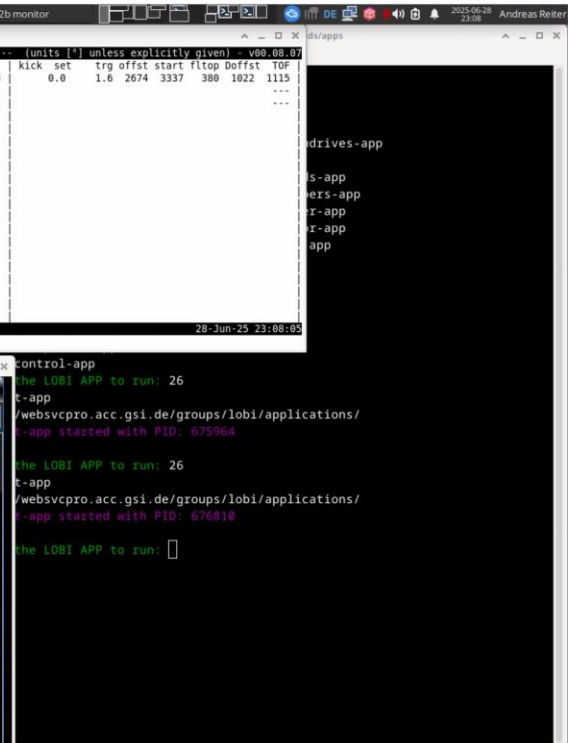 2b monitor
DE
2025-06-28
23:08
Andreas Reiter
ds/apps
-- (units [°] unless explicitly given) - v00.08.07
| kick set trg offst start fltop Doffst TOF |
0.0 1.6 2674 3337 380 1022 1115
---
---
28-Jun-25 23:08:05
drives-app
ds-app
pers-app
er-app
or-app
app
control-app
the LOBI APP to run: 26
t-app
/websvcpro.acc.gsi.de/groups/lobi/applications/
t-app started with PID: 675964
the LOBI APP to run: 26
t-app
/websvcpro.acc.gsi.de/groups/lobi/applications/
t-app started with PID: 676810
the LOBI APP to run: